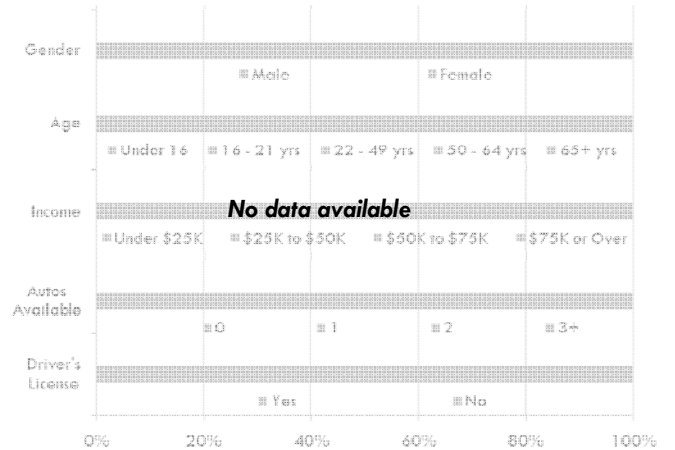 Gender
Male Female
Age
Under 16 16 - 21 yrs 22 - 49 yrs 50 - 64 yrs 65+ yrs
Income
No data available
Under $25K $25K to $50K $50K to $75K $75K or Over
Autos
Available
0 1 2 3+
Driver's
License
Yes No
0% 20% 40% 60% 80% 100%